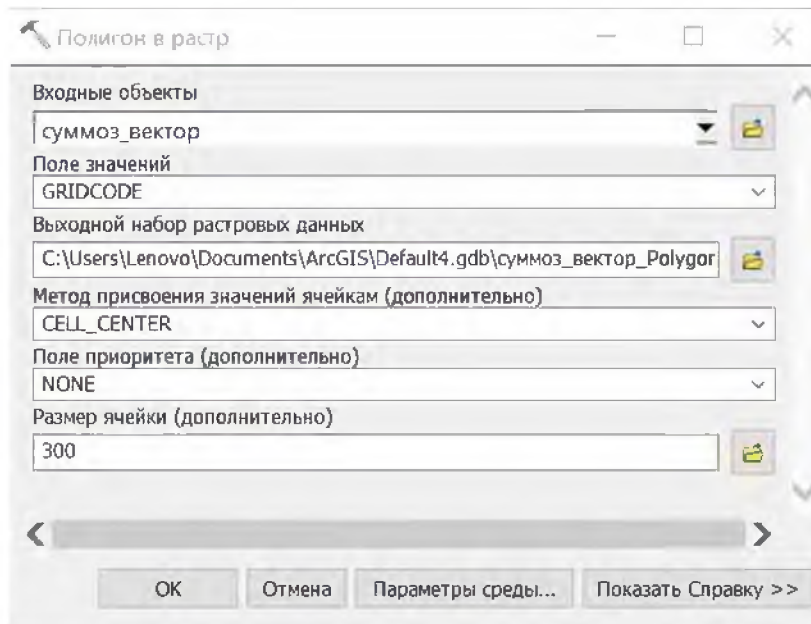 Полигон в растр
Входные объекты
суммоз_вектор
Поле значений
GRIDCODE
Выходной набор растровых данных
C:\Users\Lenovo\Documents\ArcGIS\Default4.gdb\суммоз_вектор_Polygor
Метод присвоения значений ячейкам (дополнительно)
CELL_CENTER
Поле приоритета (дополнительно)
NONE
Размер ячейки (дополнительно)
300
OK Отмена Параметры среды... Показать Справку >>